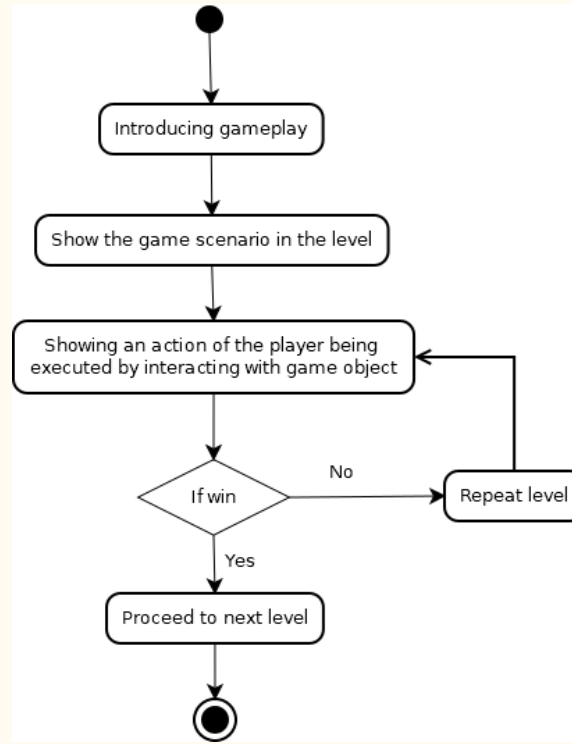 Introducing gameplay
Show the game scenario in the level
Showing an action of the player being
executed by interacting with game object
If win
No
Repeat level
Yes
Proceed to next level